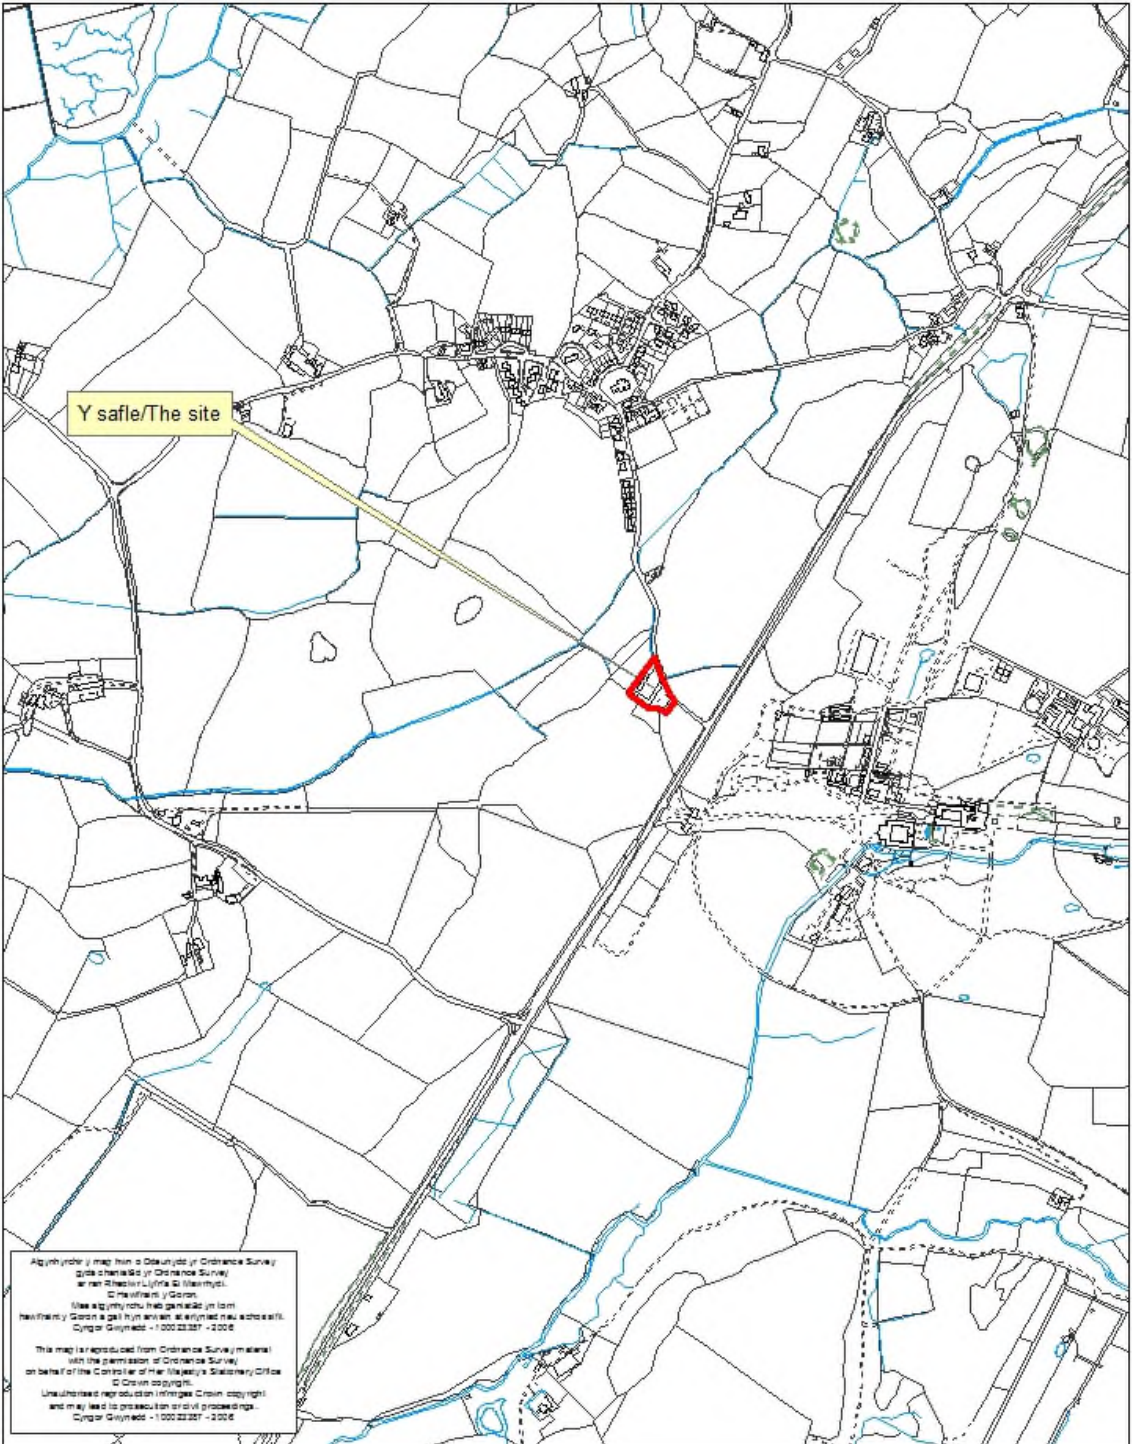 Y safle/The site
Atgynhyrchir y map hwn o Ddeunydd yr Ordnance Survey
gyda chaniatâd yr Ordnance Survey
ar ran Rheolwr Llyfrfa Ei Mawrhydi.
© Hawlfraint y Goron.
Mae atgynhyrchu heb ganiatâd yn torri
hawlfraint y Goron a gall hyn arwain at erlyniad neu achos sifil.
Cyngor Gwynedd - 100023387 - 2006
This map is reproduced from Ordnance Survey material
with the permission of Ordnance Survey
on behalf of the Controller of Her Majesty's Stationery Office
© Crown copyright.
Unauthorised reproduction infringes Crown copyright
and may lead to prosecution or civil proceedings.
Cyngor Gwynedd - 100023387 - 2006